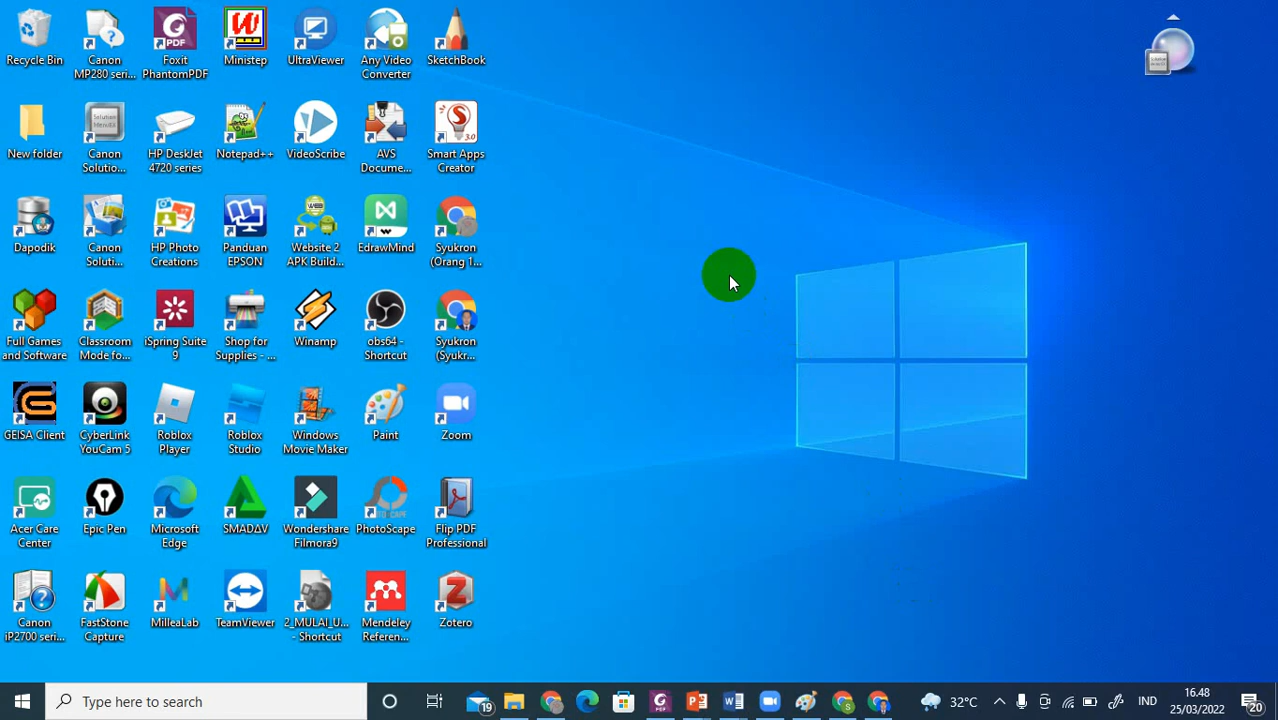 Recycle Bin
Canon
MP280 seri...
Foxit
PhantomPDF
Ministep
UltraViewer
Any Video
Converter
SketchBook
New folder
Canon
Solutio...
HP DeskJet
4720 series
Notepad++
VideoScribe
AVS
Docume...
Smart Apps
Creator
Dapodik
Canon
Soluti...
HP Photo
Creations
Panduan
EPSON
Website 2
APK Build...
EdrawMind
Syukron
(Orang 1...
Full Games
and Software
Classroom
Mode fo...
iSpring Suite
9
Shop for
Supplies - ...
Winamp
obs64 -
Shortcut
Syukron
(Syukr...
GEISA Client
CyberLink
YouCam 5
Roblox
Player
Roblox
Studio
Windows
Movie Maker
Paint
Zoom
Acer Care
Center
Epic Pen
Microsoft
Edge
SMADΔV
Wondershare
Filmora9
PhotoScape
Flip PDF
Professional
Canon
iP2700 seri...
FastStone
Capture
MilleaLab
TeamViewer
2_MULAI_U...
- Shortcut
Mendeley
Referen...
Zotero
Type here to search
19
32°C
IND
16.48
25/03/2022
20